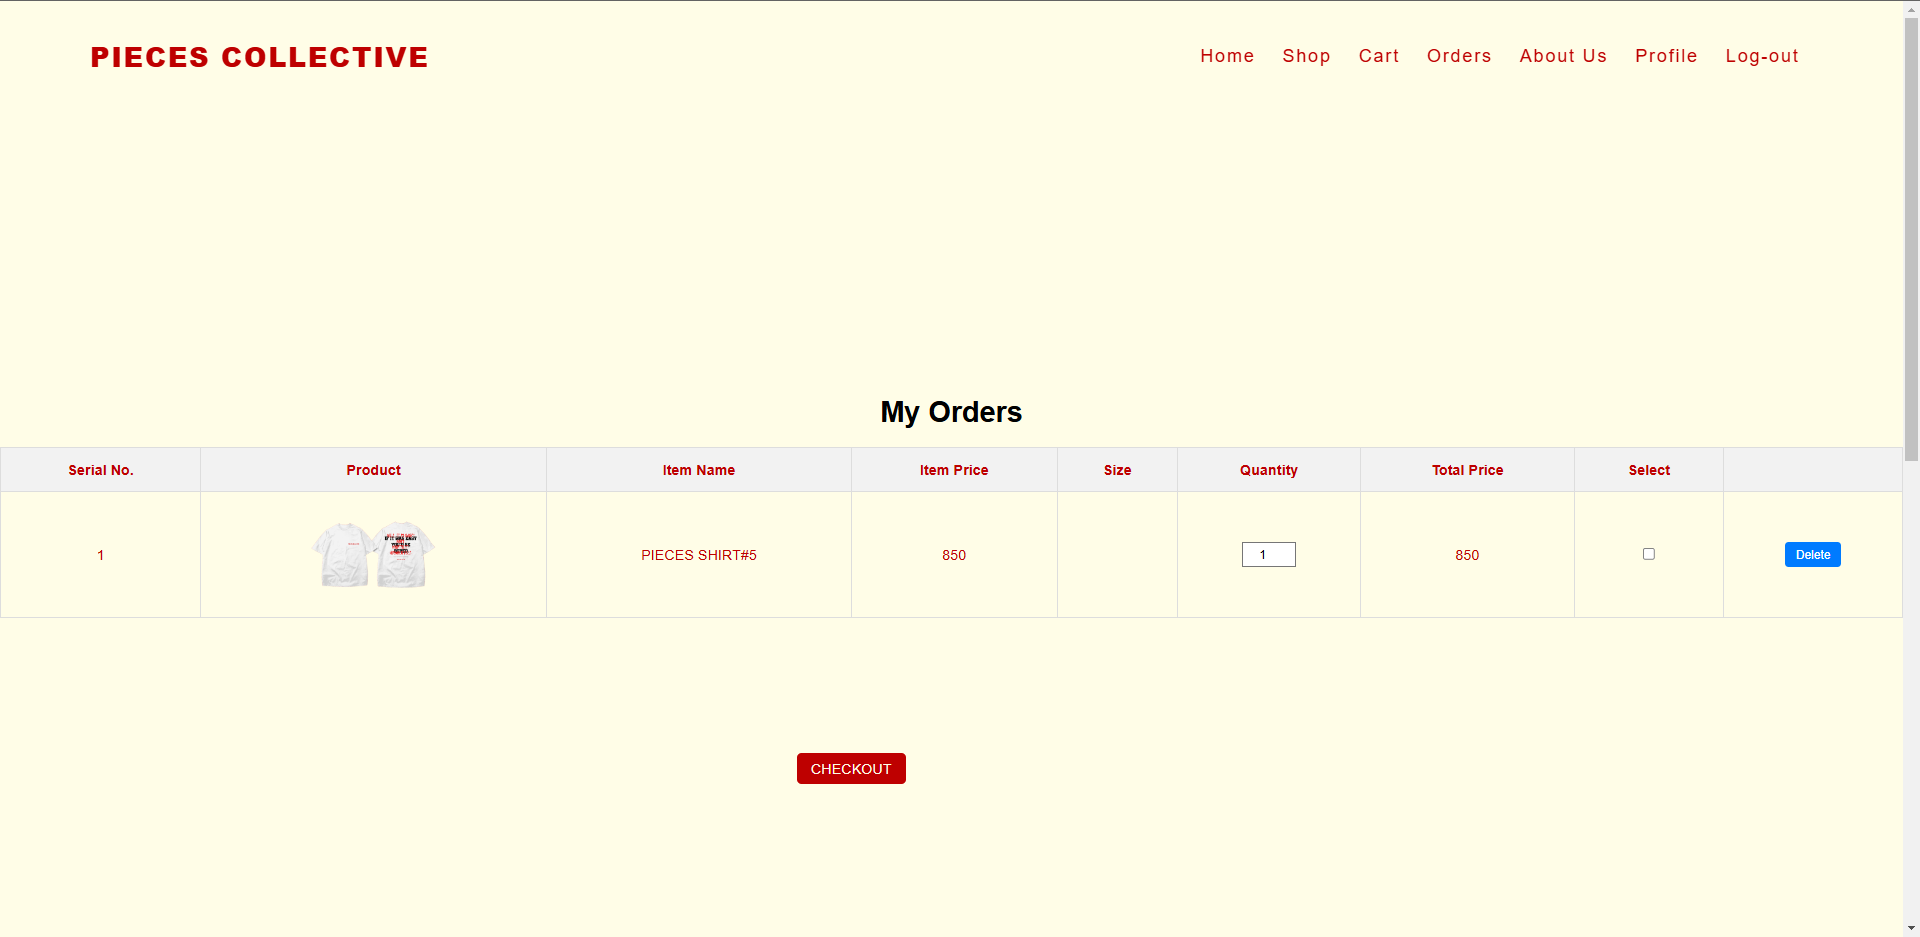 PIECES COLLECTIVE
Home Shop Cart Orders About Us Profile Log-out
My Orders
Serial No. Product Item Name Item Price Size Quantity Total Price Select
1 PIECES SHIRT#5 850 1 850 Delete
CHECKOUT